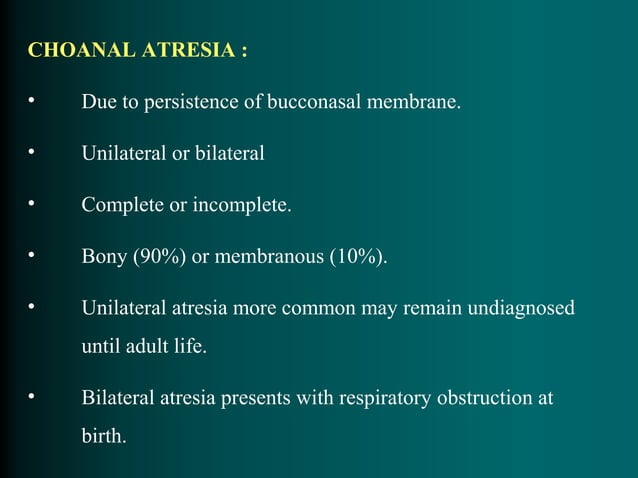 CHOANAL ATRESIA :
• Due to persistence of bucconasal membrane.
• Unilateral or bilateral
• Complete or incomplete.
• Bony (90%) or membranous (10%).
• Unilateral atresia more common may remain undiagnosed
until adult life.
• Bilateral atresia presents with respiratory obstruction at
birth.